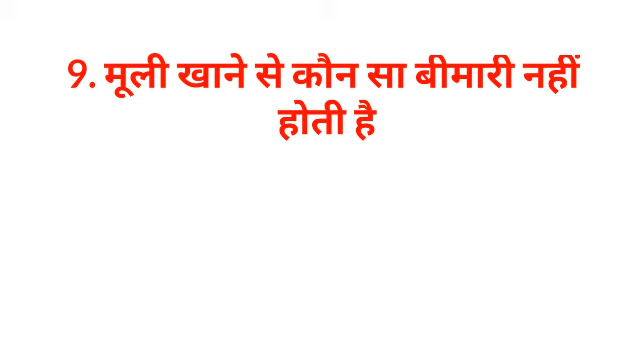 9. मूली खाने से कौन सा बीमारी नहीं
होती है